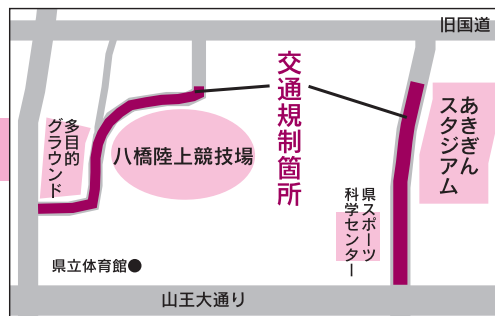 旧国道
交通規制箇所
あきぎん
スタジアム
多目的
グラウンド
八橋陸上競技場
県スポーツ
科学センター
県立体育館
山王大通り